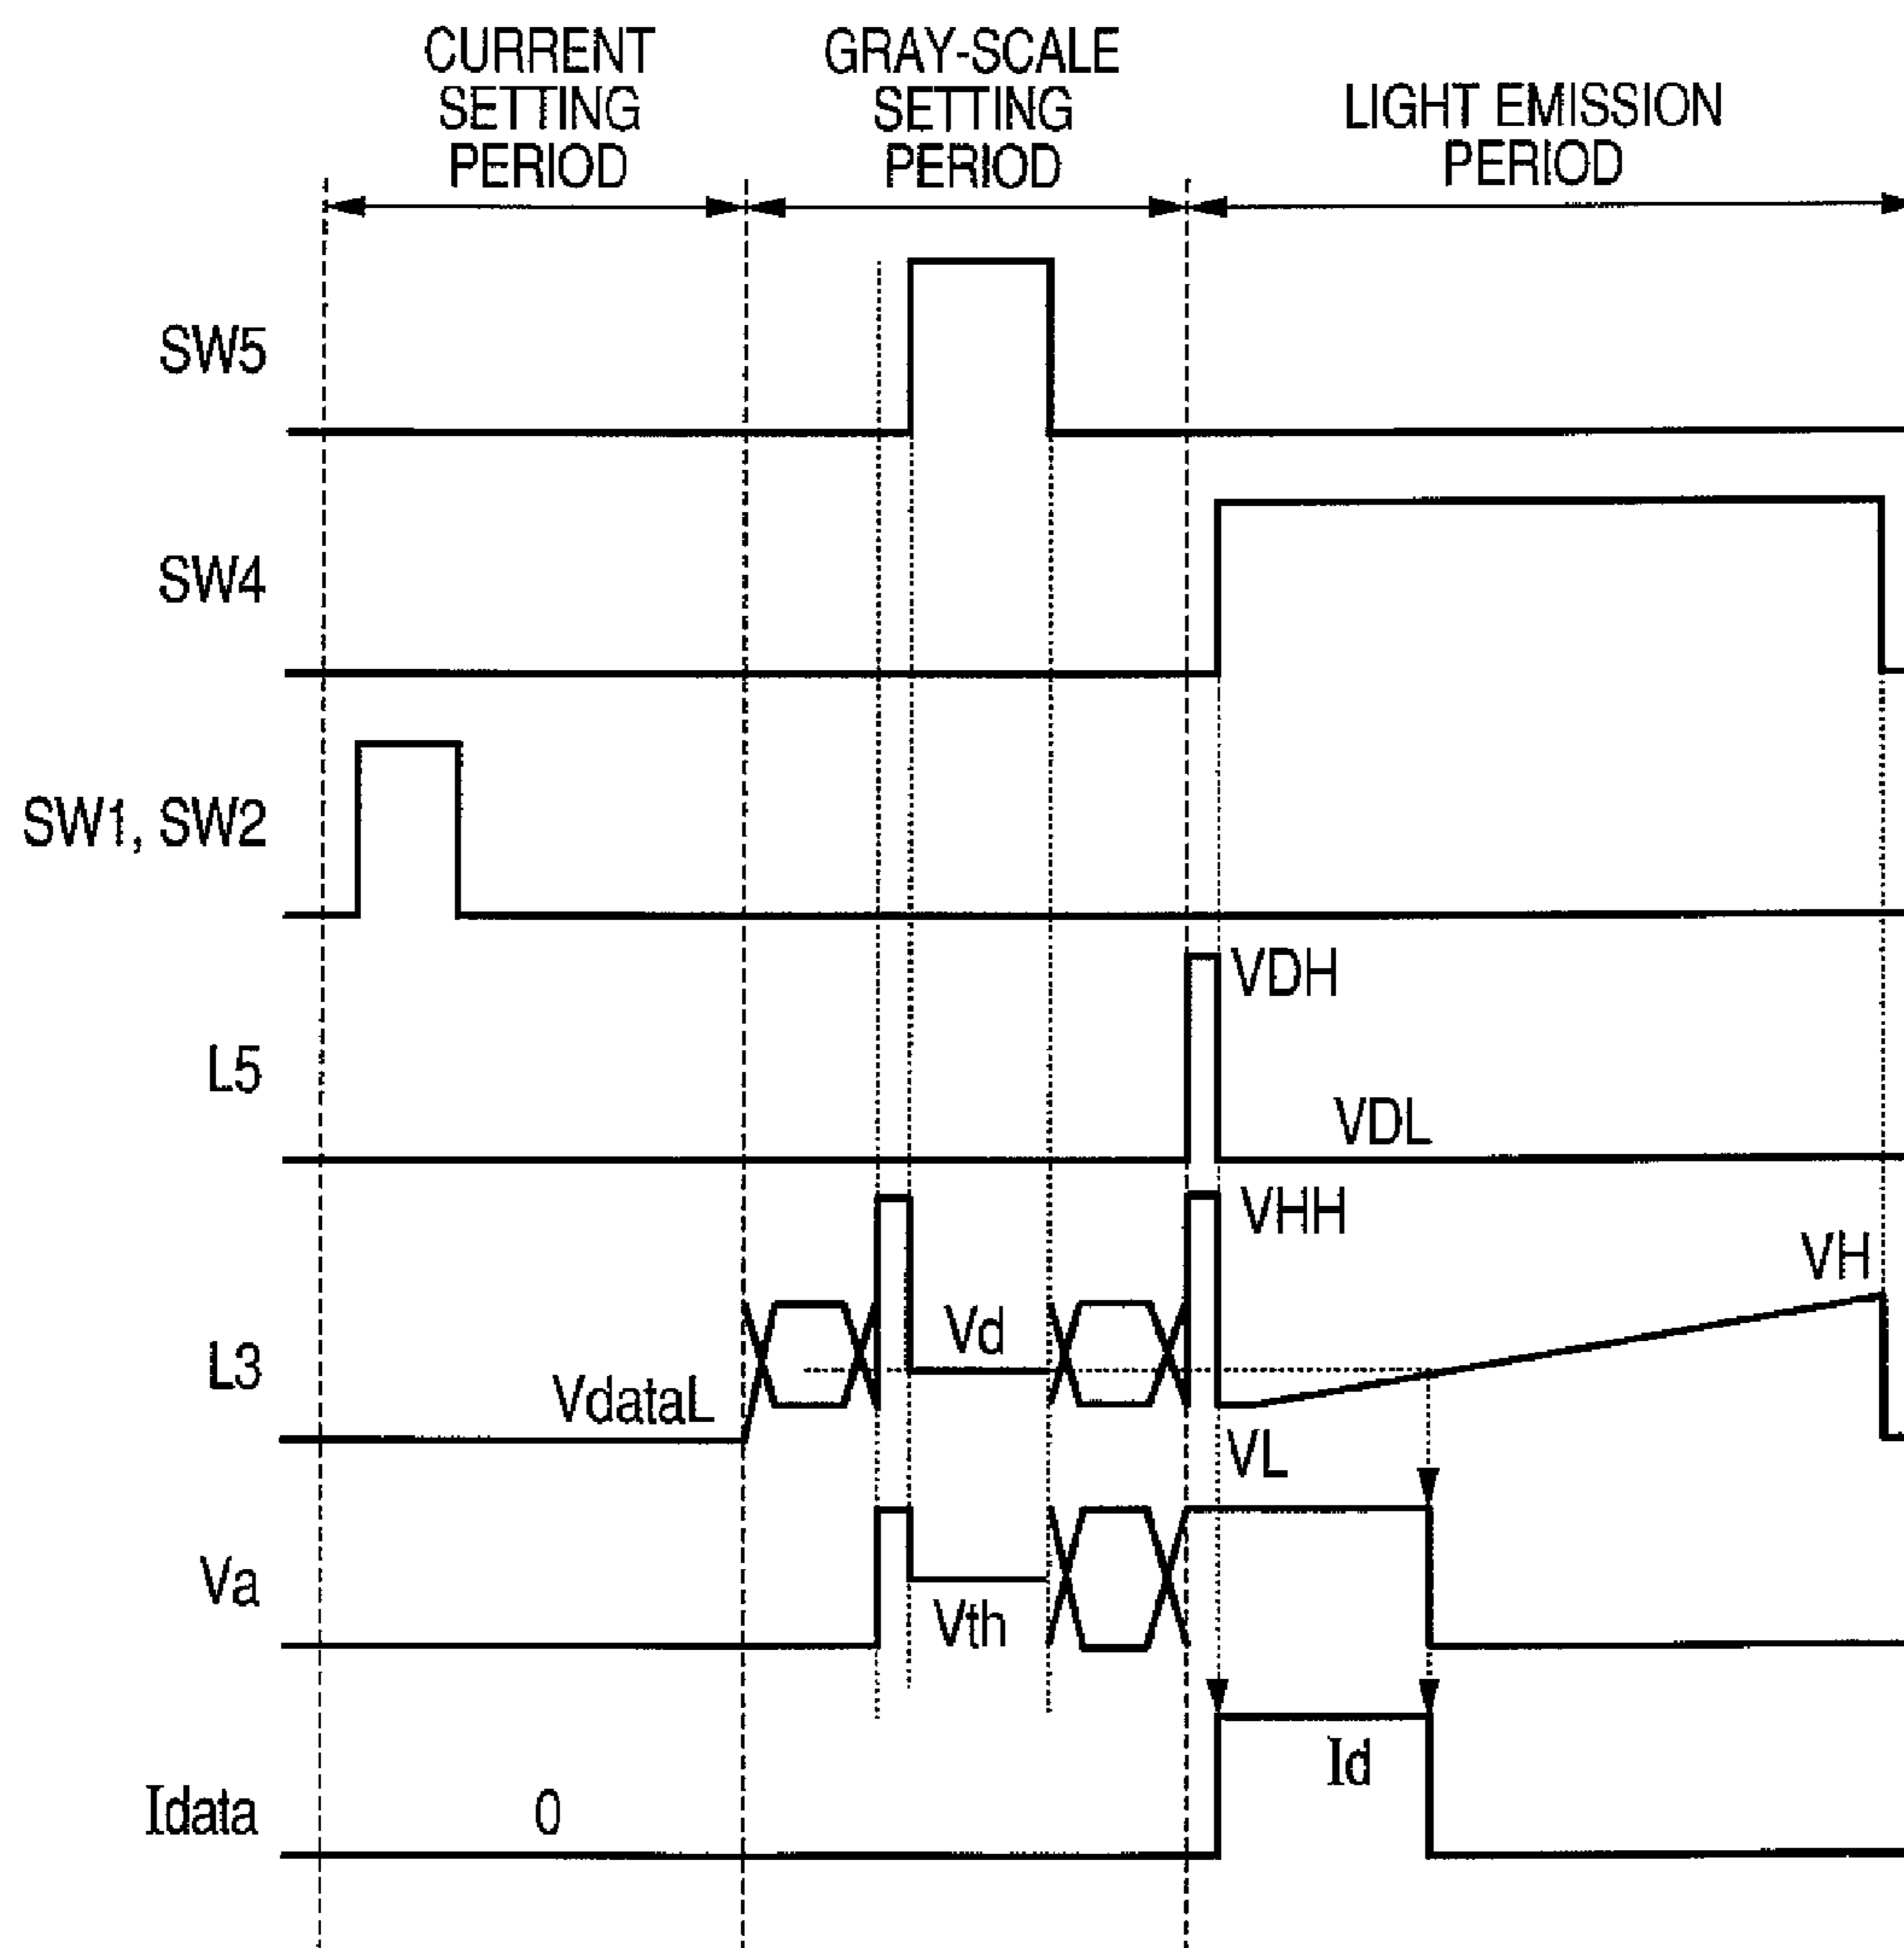 CURRENT
SETTING
PERIOD
GRAY-SCALE
SETTING
PERIOD
LIGHT EMISSION
PERIOD
SW5
SW4
SW1, SW2
L5
VDH
VDL
L3
VdataL
Vd
VHH
VL
VH
Va
Vth
Idata
0
Id